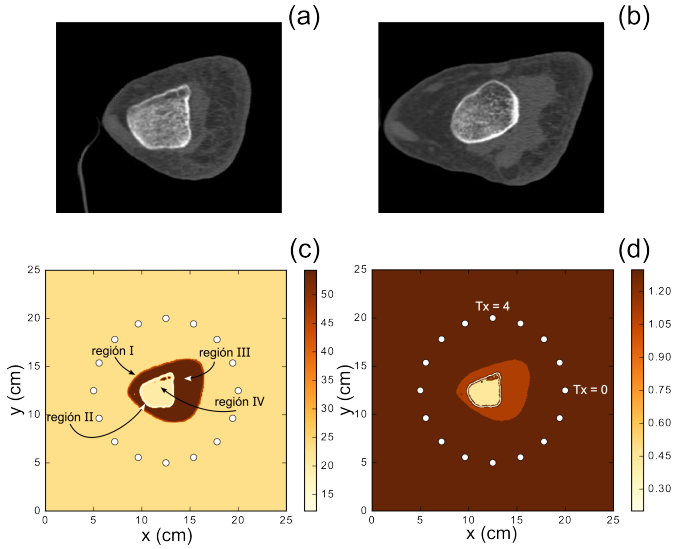 (a)
(b)
(c)
(d)
25
20
15
10
5
0
y (cm)
0 5 10 15 20 25
x (cm)
región I
región III
región II
región IV
50
45
40
35
30
25
20
15
25
20
15
10
5
0
y (cm)
0 5 10 15 20 25
x (cm)
Tx = 4
Tx = 0
1.20
1.05
0.90
0.75
0.60
0.45
0.30